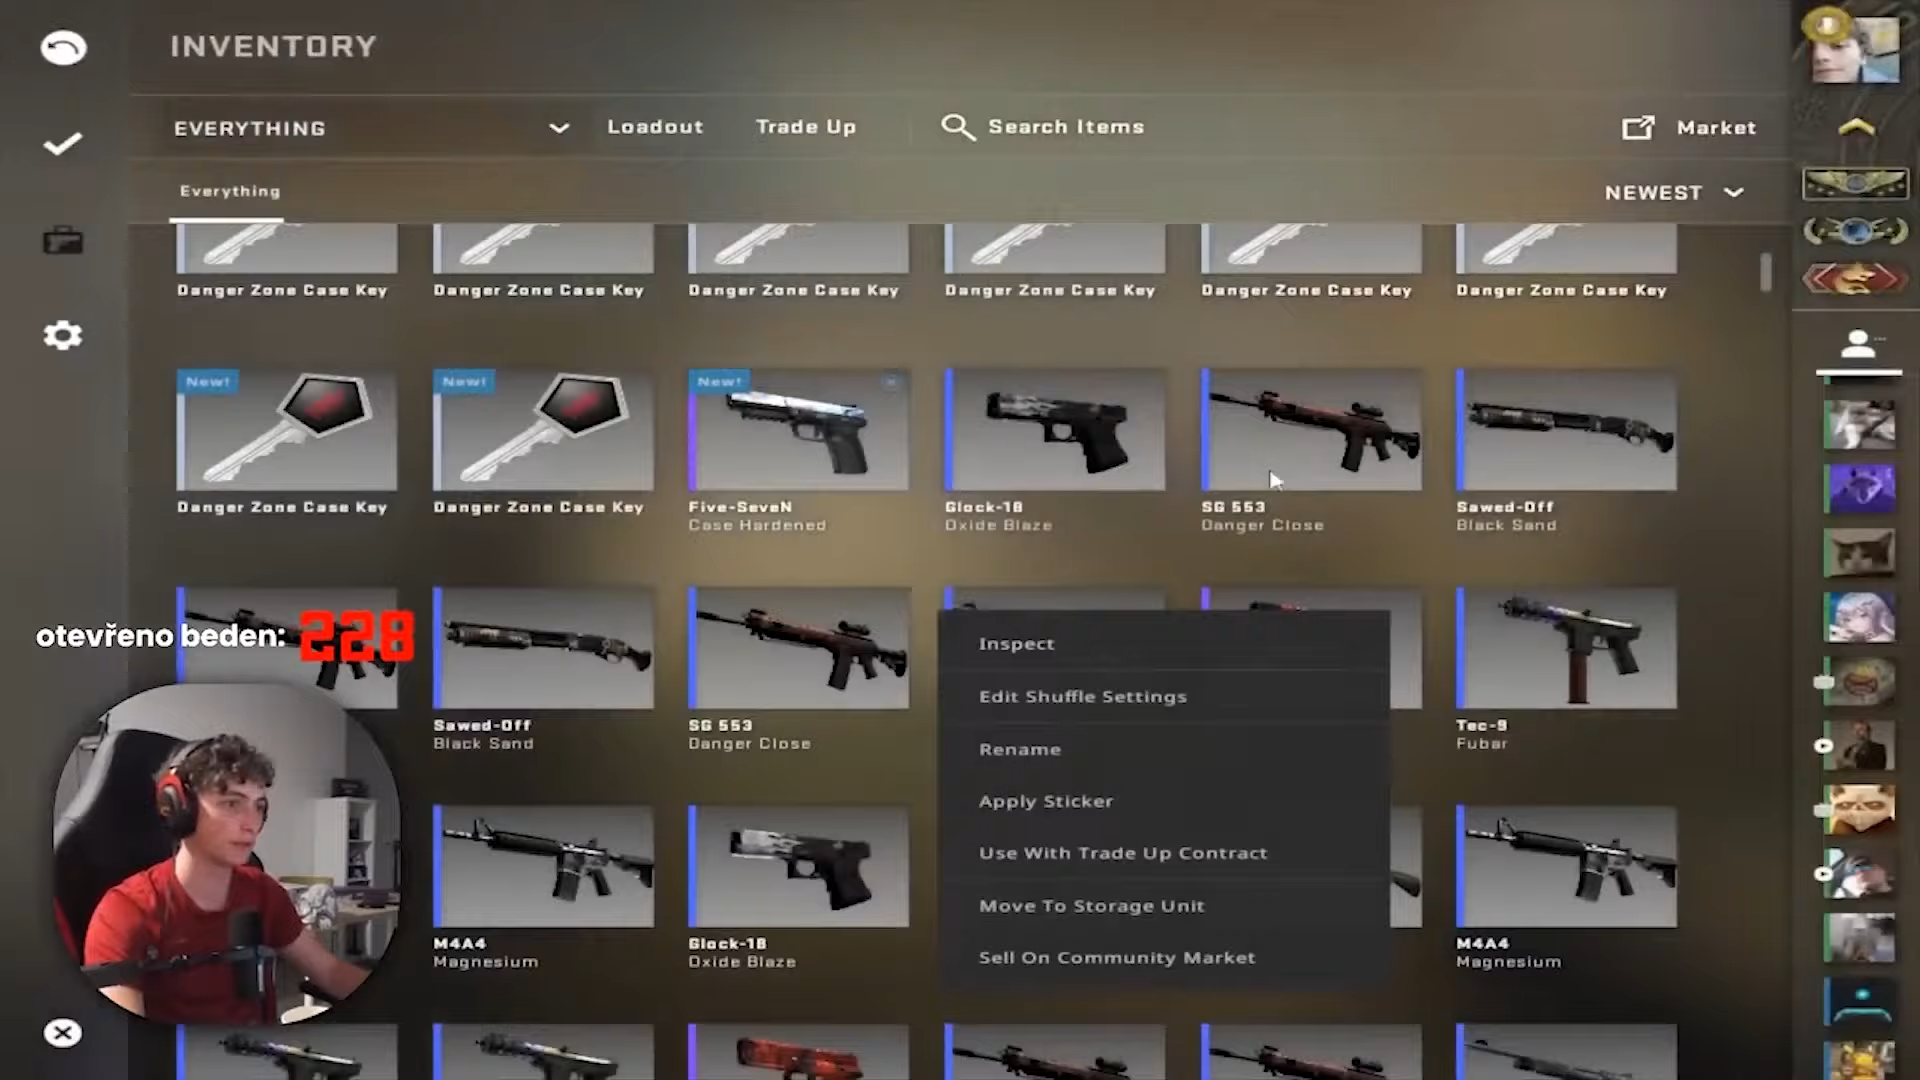 INVENTORY
EVERYTHING
Loadout
Trade Up
Search Items
Market
Everything
NEWEST
Danger Zone Case Key
Danger Zone Case Key
Danger Zone Case Key
Danger Zone Case Key
Danger Zone Case Key
Danger Zone Case Key
New!
New!
New!
Danger Zone Case Key
Danger Zone Case Key
Five-SeveN
Case Hardened
Glock-18
Oxide Blaze
SG 553
Danger Close
Sawed-Off
Black Sand
otevřeno beden: 228
Sawed-Off
Black Sand
SG 553
Danger Close
Tec-9
Fubar
Inspect
Edit Shuffle Settings
Rename
Apply Sticker
Use With Trade Up Contract
Move To Storage Unit
Sell On Community Market
M4A4
Magnesium
Glock-18
Oxide Blaze
M4A4
Magnesium